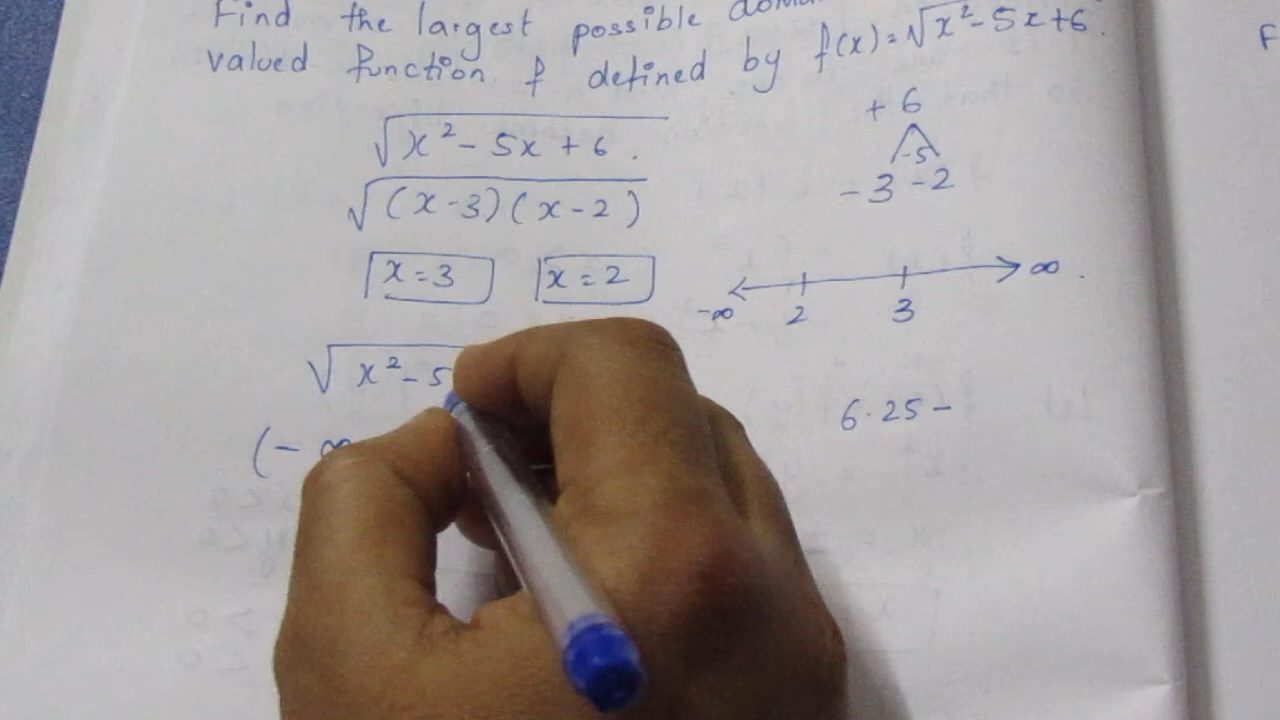 Find the largest possible
valued function f defined by f(x)=√x²-5x+6.
+6
√x²-5x+6.
-5
-3 -2
√(x-3)(x-2)
x=3 x=2
∞.
-∞ 2 3
√x²-5
6.25-
(-∞
F